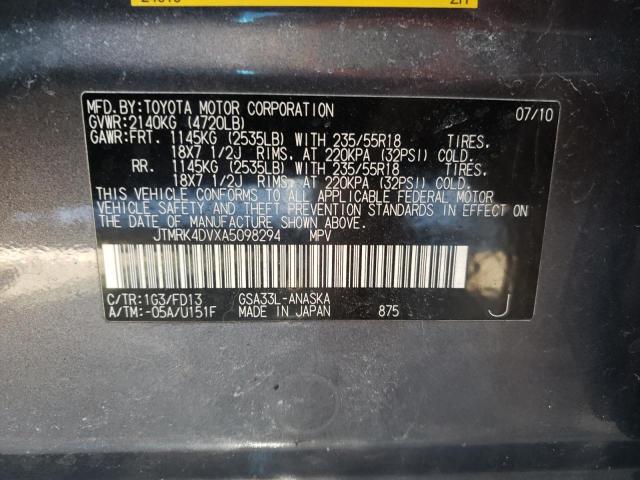 MFD.BY:TOYOTA MOTOR CORPORATION 07/10
GVWR:2140KG (4720LB)
GAWR:FRT. 1145KG (2535LB) WITH 235/55R18 TIRES.
18X7 1/2J RIMS. AT 220KPA (32PSI) COLD.
RR. 1145KG (2535LB) WITH 235/55R18 TIRES.
18X7 1/2J RIMS. AT 220KPA (32PSI) COLD.
THIS VEHICLE CONFORMS TO ALL APPLICABLE FEDERAL MOTOR
VEHICLE SAFETY AND THEFT PREVENTION STANDARDS IN EFFECT ON
THE DATE OF MANUFACTURE SHOWN ABOVE.
JTMRK4DVXA5098294 MPV
C/TR:1G3/FD13 GSA33L-ANASKA
A/TM:-05A/U151F MADE IN JAPAN 875 J